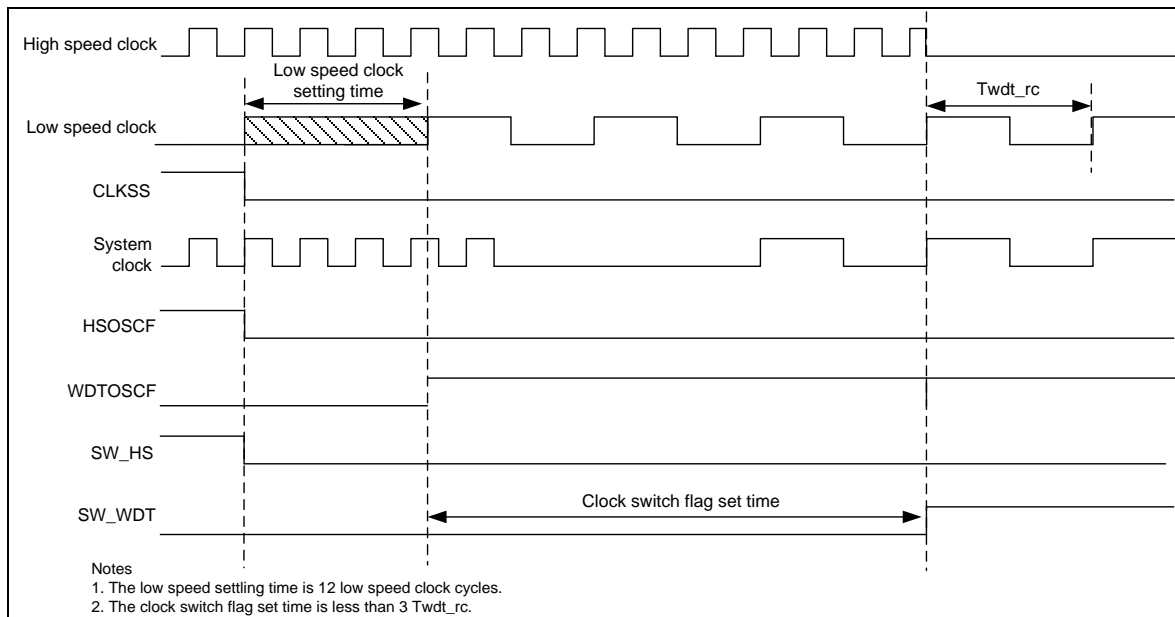 High speed clock
Low speed clock
setting time
Twdt_rc
Low speed clock
CLKSS
System
clock
HSOSCF
WDTOSCF
SW_HS
Clock switch flag set time
SW_WDT
Notes
1. The low speed settling time is 12 low speed clock cycles.
2. The clock switch flag set time is less than 3 Twdt_rc.